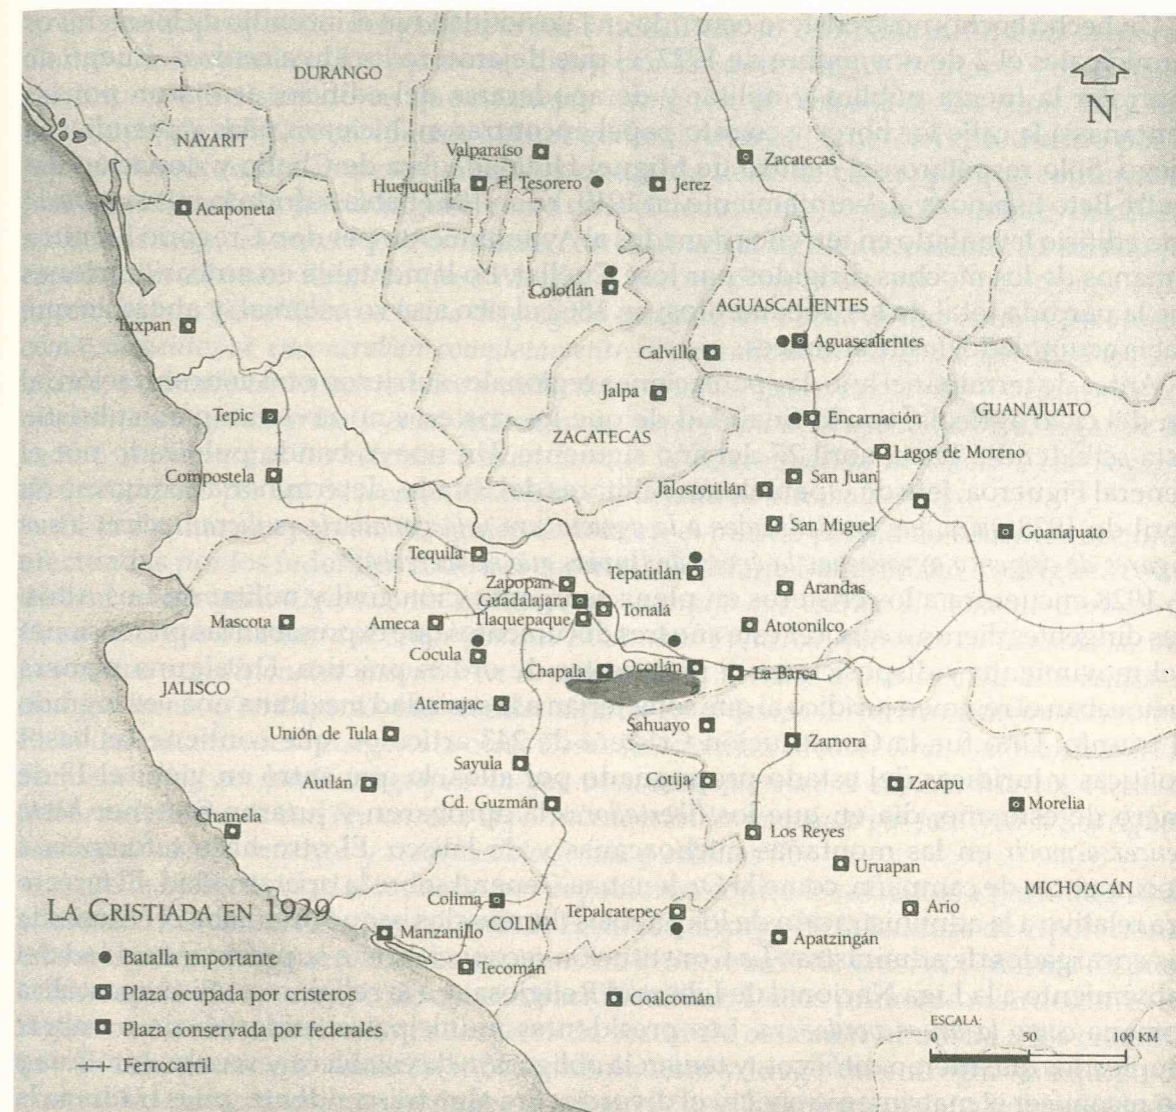 DURANGO
N
NAYARIT
Valparaíso
Zacatecas
Huejuquilla
El Tesorero
Jerez
Acaponeta
Colotlán
AGUASCALIENTES
Tuxpan
Aguascalientes
Calvillo
Jalpa
GUANAJUATO
Tepic
Encarnación
ZACATECAS
Lagos de Moreno
Compostela
San Juan
Jalostotitlán
San Miguel
Guanajuato
Tequila
Tepatitlán
Zapopan
Arandas
Guadalajara
Tonalá
Mascota
Ameca
Tlaquepaque
Atotonilco
Cocula
Chapala
Ocotlán
La Barca
JALISCO
Atemajac
Sahuayo
Unión de Tula
Zamora
Sayula
Autlán
Cotija
Zacapu
Cd. Guzmán
Morelia
Chamela
Los Reyes
Uruapan
MICHOACÁN
LA CRISTIADA EN 1929
Colima
Tepalcatepec
Ario
COLIMA
Manzanillo
Apatzingán
Batalla importante
Tecomán
Plaza ocupada por cristeros
Coalcomán
Plaza conservada por federales
ESCALA:
0 50 100 KM
Ferrocarril